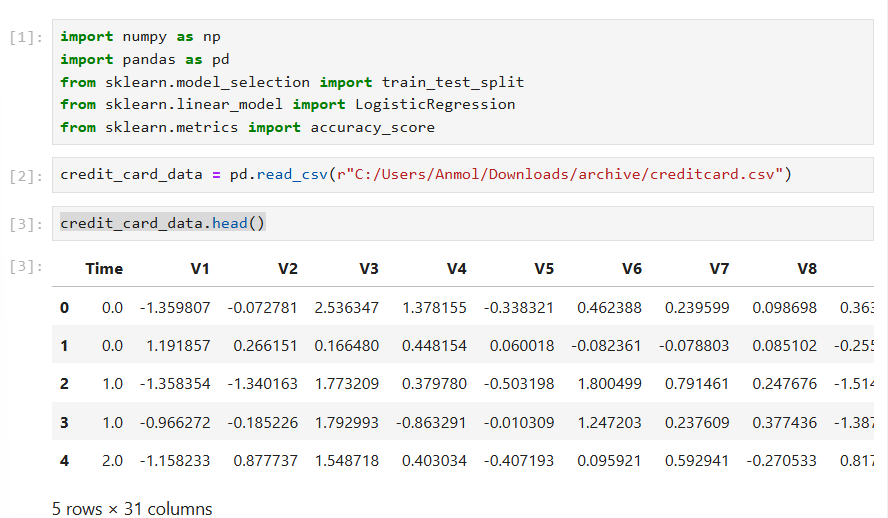 [1]: import numpy as np
import pandas as pd
from sklearn.model_selection import train_test_split
from sklearn.linear_model import LogisticRegression
from sklearn.metrics import accuracy_score
[2]: credit_card_data = pd.read_csv(r"C:/Users/Anmol/Downloads/archive/creditcard.csv")
[3]: credit_card_data.head()
[3]: Time V1 V2 V3 V4 V5 V6 V7 V8
0 0.0 -1.359807 -0.072781 2.536347 1.378155 -0.338321 0.462388 0.239599 0.098698 0.363
1 0.0 1.191857 0.266151 0.166480 0.448154 0.060018 -0.082361 -0.078803 0.085102 -0.255
2 1.0 -1.358354 -1.340163 1.773209 0.379780 -0.503198 1.800499 0.791461 0.247676 -1.514
3 1.0 -0.966272 -0.185226 1.792993 -0.863291 -0.010309 1.247203 0.237609 0.377436 -1.387
4 2.0 -1.158233 0.877737 1.548718 0.403034 -0.407193 0.095921 0.592941 -0.270533 0.817
5 rows × 31 columns